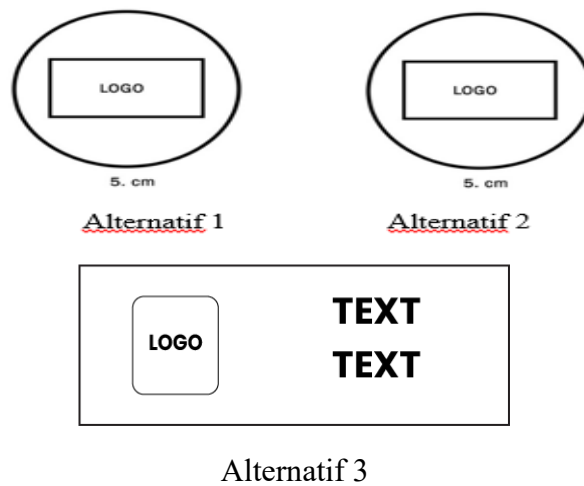 LOGO LOGO
5. cm 5. cm
Alternatif 1 Alternatif 2
LOGO
TEXT
TEXT
Alternatif 3